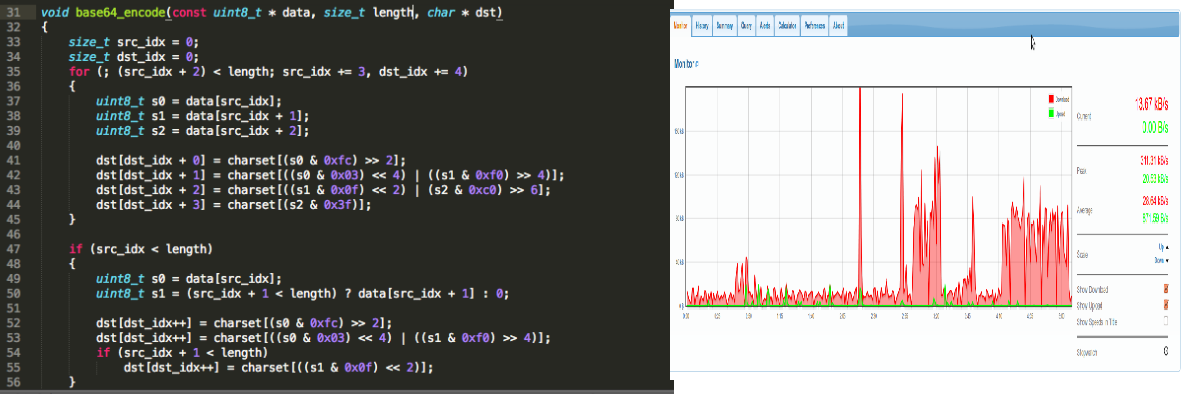 31 void base64_encode(const uint8_t * data, size_t length, char * dst)
32 {
33 size_t src_idx = 0;
34 size_t dst_idx = 0;
35 for (; (src_idx + 2) < length; src_idx += 3, dst_idx += 4)
36 {
37 uint8_t s0 = data[src_idx];
38 uint8_t s1 = data[src_idx + 1];
39 uint8_t s2 = data[src_idx + 2];
40
41 dst[dst_idx + 0] = charset[(s0 & 0xfc) >> 2];
42 dst[dst_idx + 1] = charset[((s0 & 0x03) << 4) | ((s1 & 0xf0) >> 4)];
43 dst[dst_idx + 2] = charset[((s1 & 0x0f) << 2) | (s2 & 0xc0) >> 6];
44 dst[dst_idx + 3] = charset[(s2 & 0x3f)];
45 }
46
47 if (src_idx < length)
48 {
49 uint8_t s0 = data[src_idx];
50 uint8_t s1 = (src_idx + 1 < length) ? data[src_idx + 1] : 0;
51
52 dst[dst_idx++] = charset[(s0 & 0xfc) >> 2];
53 dst[dst_idx++] = charset[((s0 & 0x03) << 4) | ((s1 & 0xf0) >> 4)];
54 if (src_idx + 1 < length)
55 dst[dst_idx++] = charset[((s1 & 0x0f) << 2)];
56 }
Monitor History Summary Query Alerts Calculator Preferences About
Monitor
Download
Upload
Current
13.67 kB/s
0.00 B/s
Peak
311.31 kB/s
Average
28.64 kB/s
Scale
Up
Down
Show Download
Show Upload
Show Speeds in Title
Stopwatch